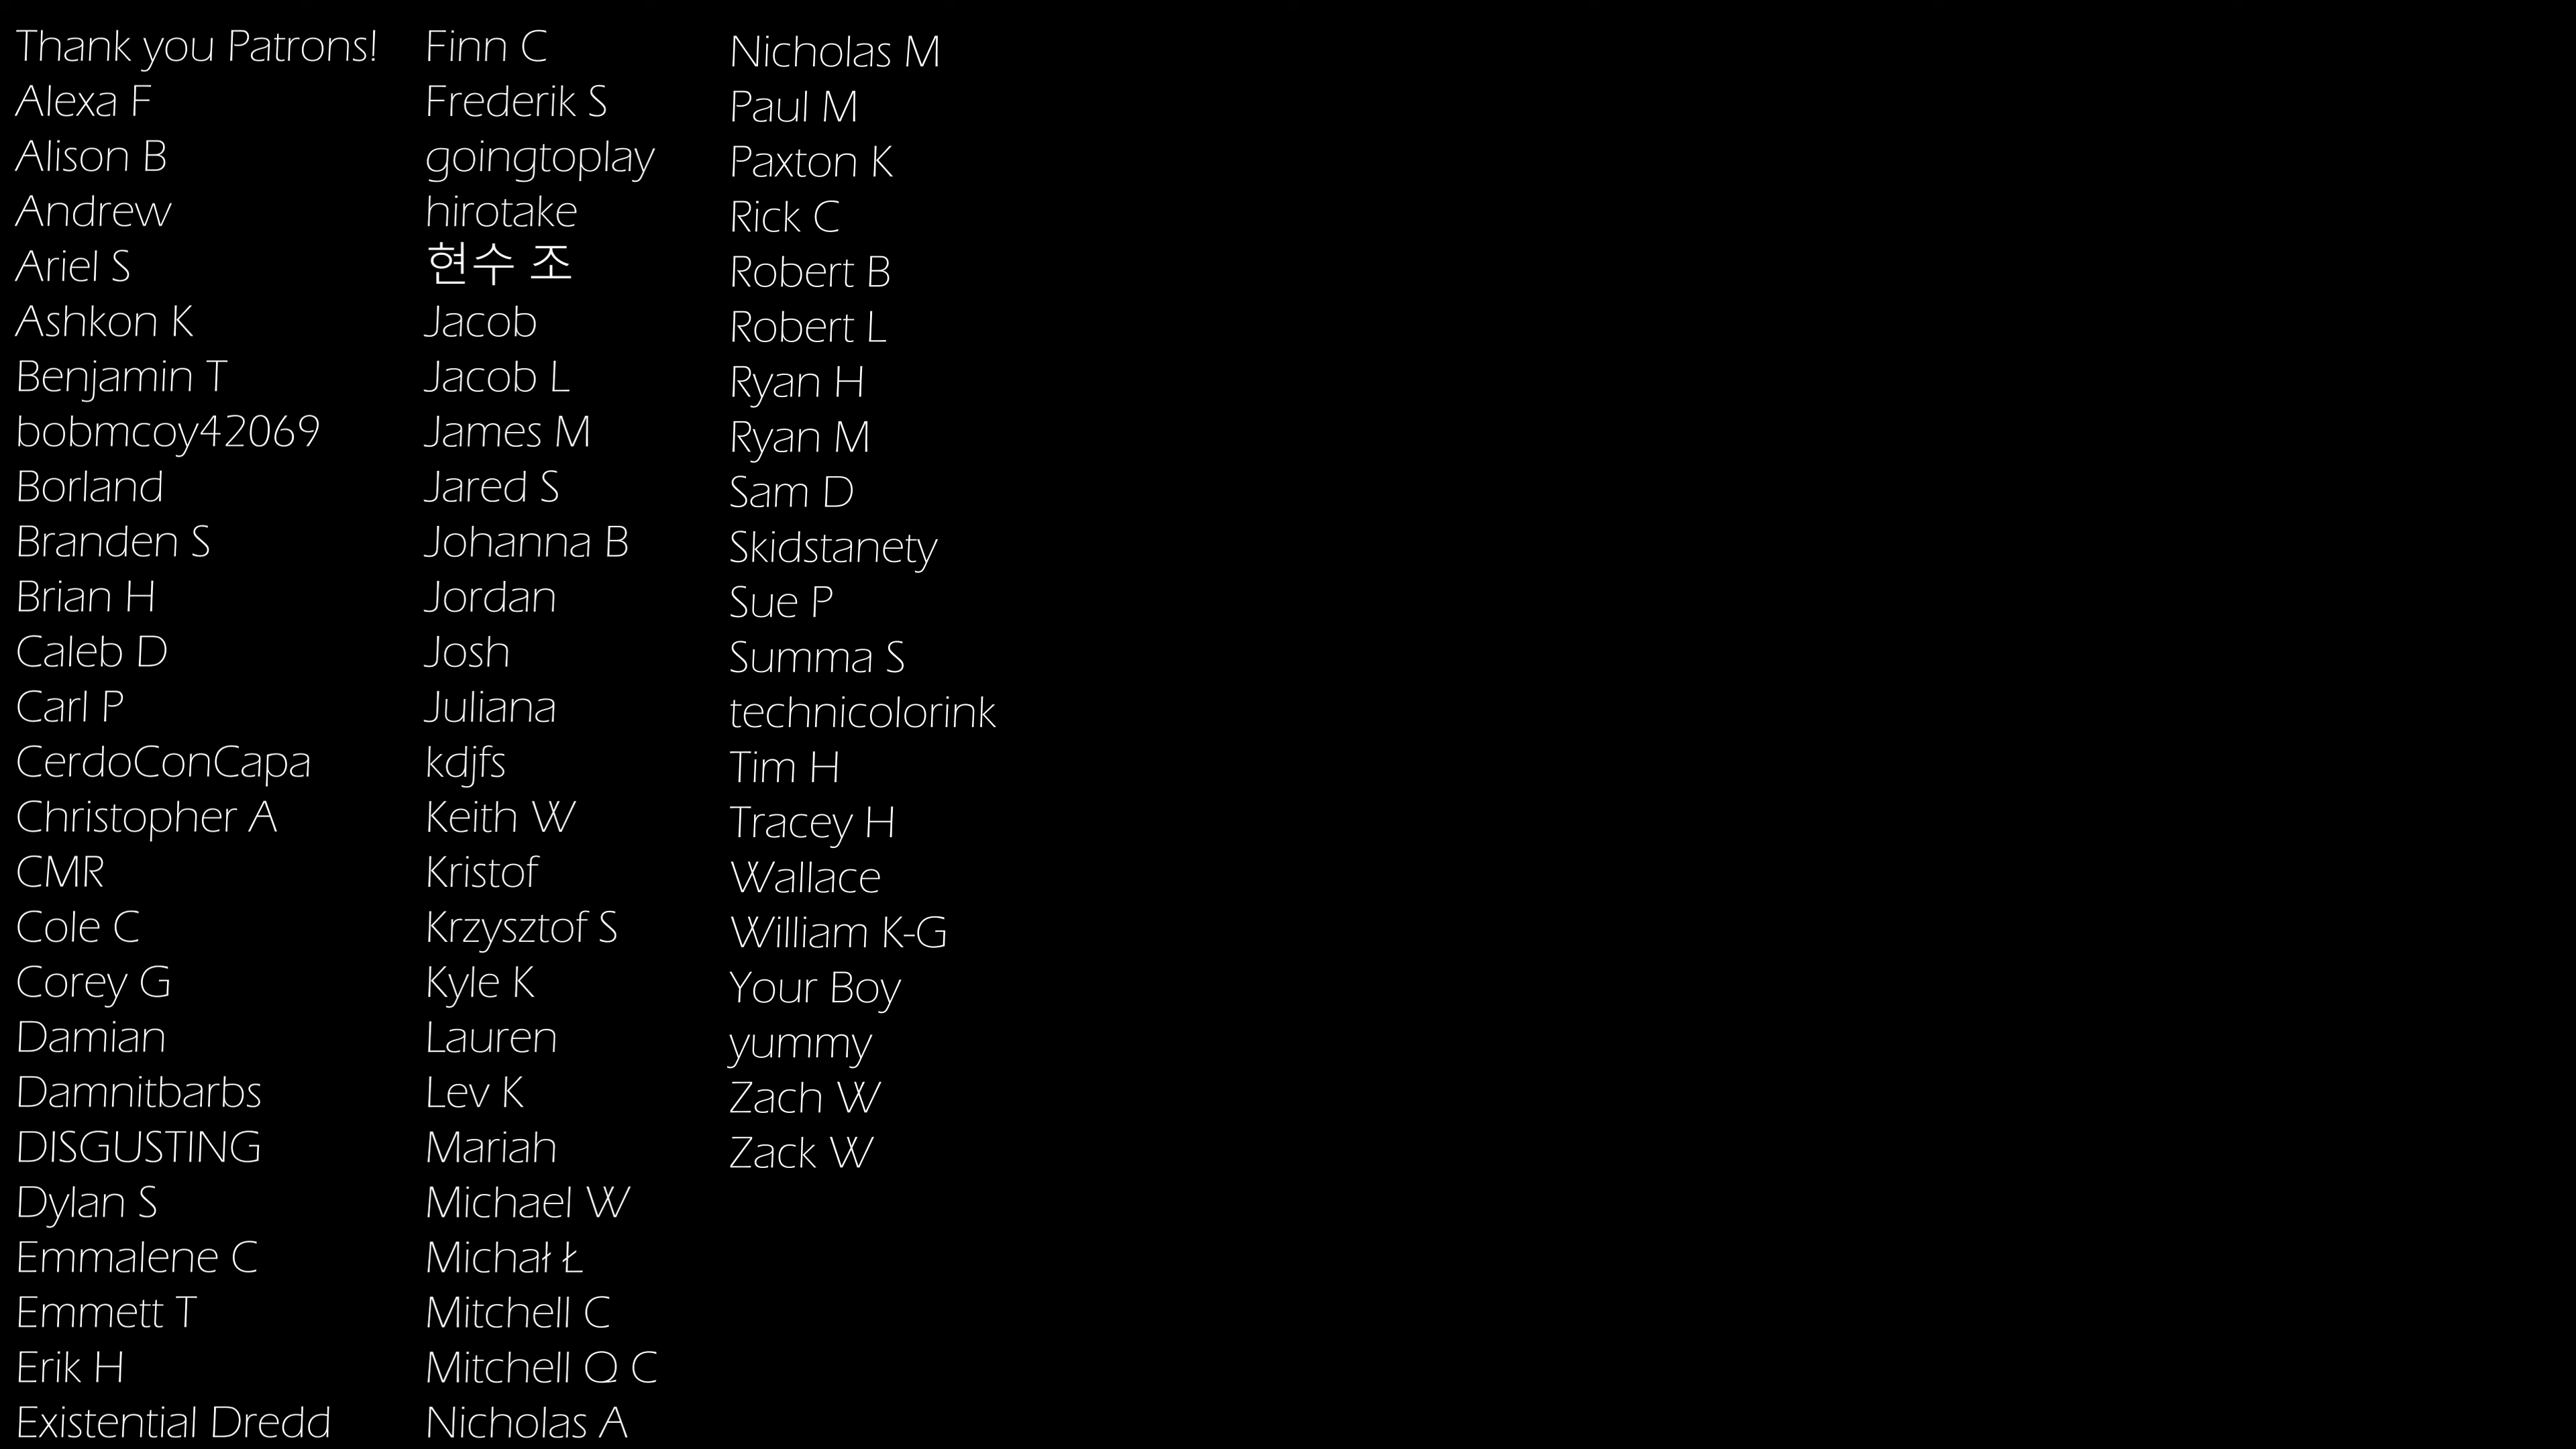 Thank you Patrons!
Alexa F
Alison B
Andrew
Ariel S
Ashkon K
Benjamin T
bobmcoy42069
Borland
Branden S
Brian H
Caleb D
Carl P
CerdoConCapa
Christopher A
CMR
Cole C
Corey G
Damian
Damnitbarbs
DISGUSTING
Dylan S
Emmalene C
Emmett T
Erik H
Existential Dredd
Finn C
Frederik S
goingtoplay
hirotake
현수 조
Jacob
Jacob L
James M
Jared S
Johanna B
Jordan
Josh
Juliana
kdjfs
Keith W
Kristof
Krzysztof S
Kyle K
Lauren
Lev K
Mariah
Michael W
Michał Ł
Mitchell C
Mitchell Q C
Nicholas A
Nicholas M
Paul M
Paxton K
Rick C
Robert B
Robert L
Ryan H
Ryan M
Sam D
Skidstanety
Sue P
Summa S
technicolorink
Tim H
Tracey H
Wallace
William K-G
Your Boy
yummy
Zach W
Zack W